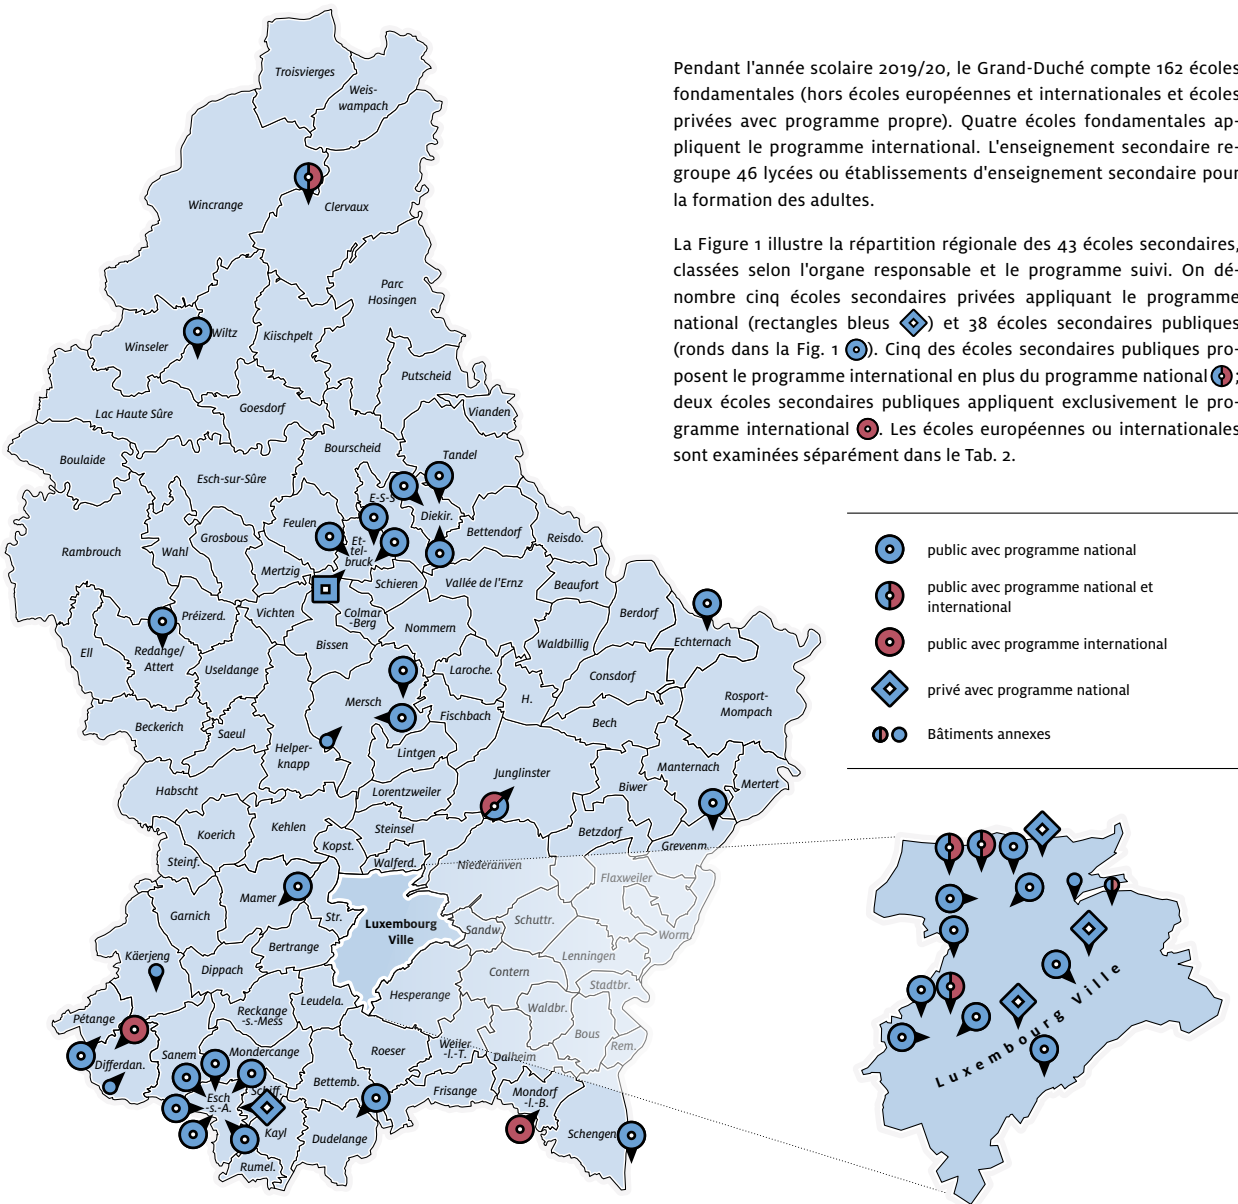 Pendant l'année scolaire 2019/20, le Grand-Duché compte 162 écoles
fondamentales (hors écoles européennes et internationales et écoles
privées avec programme propre). Quatre écoles fondamentales ap-
pliquent le programme international. L'enseignement secondaire re-
groupe 46 lycées ou établissements d'enseignement secondaire pour
la formation des adultes.
La Figure 1 illustre la répartition régionale des 43 écoles secondaires,
classées selon l'organe responsable et le programme suivi. On dé-
nombre cinq écoles secondaires privées appliquant le programme
national (rectangles bleus ) et 38 écoles secondaires publiques
(ronds dans la Fig. 1 ). Cinq des écoles secondaires publiques pro-
posent le programme international en plus du programme national ;
deux écoles secondaires publiques appliquent exclusivement le pro-
gramme international . Les écoles européennes ou internationales
sont examinées séparément dans le Tab. 2.
public avec programme national
public avec programme national et
international
public avec programme international
privé avec programme national
Bâtiments annexes
Troisvierges
Weis-
wampach
Wincrange
Clervaux
Parc
Hosingen
Wiltz
Winseler
Kiischpelt
Putscheid
Lac Haute Sûre
Goesdorf
Vianden
Bourscheid
Tandel
Boulaide
Esch-sur-Sûre
E-S-S
Diekir.
Feulen
Bettendorf
Reisdo.
Rambrouch
Wahl
Grosbous
Et-
tel-
bruck
Mertzig
Schieren
Vallée de l'Ernz
Beaufort
Préizerd.
Vichten
Colmar
-Berg
Nommern
Berdorf
Echternach
Ell
Redange/
Attert
Useldange
Bissen
Waldbillig
Laroche.
Consdorf
Mersch
H.
Rosport-
Mompach
Beckerich
Saeul
Fischbach
Bech
Helper-
knapp
Lintgen
Junglinster
Manternach
Habscht
Lorentzweiler
Biwer
Mertert
Koerich
Kehlen
Steinsel
Betzdorf
Kopst.
Grevenm.
Steinf.
Walferd.
Niederanven
Flaxweiler
Mamer
Garnich
Str.
Luxembourg
Ville
Sandw.
Schuttr.
Worm.
Bertrange
Käerjeng
Dippach
Lenningen
Contern
Stadtbr.
Hesperange
Leudela.
Reckange
-s.-Mess
Waldbr.
Pétange
Bous
Rem.
Sanem
Mondercange
Roeser
Weiler
-l.-T.
Dalheim
Differdan.
Schiff.
Bettemb.
Frisange
Mondorf
-l.-B.
Esch
-s.-A.
Kayl
Dudelange
Schengen
Rumel.
Luxembourg Ville